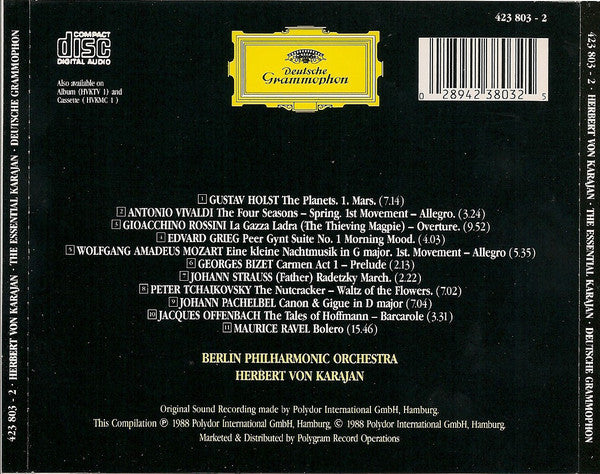 423 803 - 2 · HERBERT VON KARAJAN · THE ESSENTIAL KARAJAN · DEUTSCHE GRAMMOPHON
COMPACT
disc
DIGITAL AUDIO
Also available on
Album (HVKTV 1) and
Cassette ( HVKMC 1 )
Deutsche
Grammophon
423 803 - 2
0 28942 38032 5
1 GUSTAV HOLST The Planets. 1. Mars. (7.14)
2 ANTONIO VIVALDI The Four Seasons – Spring. 1st Movement – Allegro. (3.24)
3 GIOACCHINO ROSSINI La Gazza Ladra (The Thieving Magpie) – Overture. (9.52)
4 EDVARD GRIEG Peer Gynt Suite No. 1 Morning Mood. (4.03)
5 WOLFGANG AMADEUS MOZART Eine kleine Nachtmusik in G major. 1st. Movement – Allegro (5.35)
6 GEORGES BIZET Carmen Act 1 – Prelude (2.13)
7 JOHANN STRAUSS (Father) Radetzky March. (2.22)
8 PETER TCHAIKOVSKY The Nutcracker – Waltz of the Flowers. (7.02)
9 JOHANN PACHELBEL Canon & Gigue in D major (7.04)
10 JACQUES OFFENBACH The Tales of Hoffmann – Barcarole (3.31)
11 MAURICE RAVEL Bolero (15.46)
BERLIN PHILHARMONIC ORCHESTRA
HERBERT VON KARAJAN
Original Sound Recording made by Polydor International GmbH, Hamburg.
This Compilation ℗ 1988 Polydor International GmbH, Hamburg, © 1988 Polydor International GmbH, Hamburg.
Marketed & Distributed by Polygram Record Operations
423 803 - 2 · HERBERT VON KARAJAN · THE ESSENTIAL KARAJAN · DEUTSCHE GRAMMOPHON